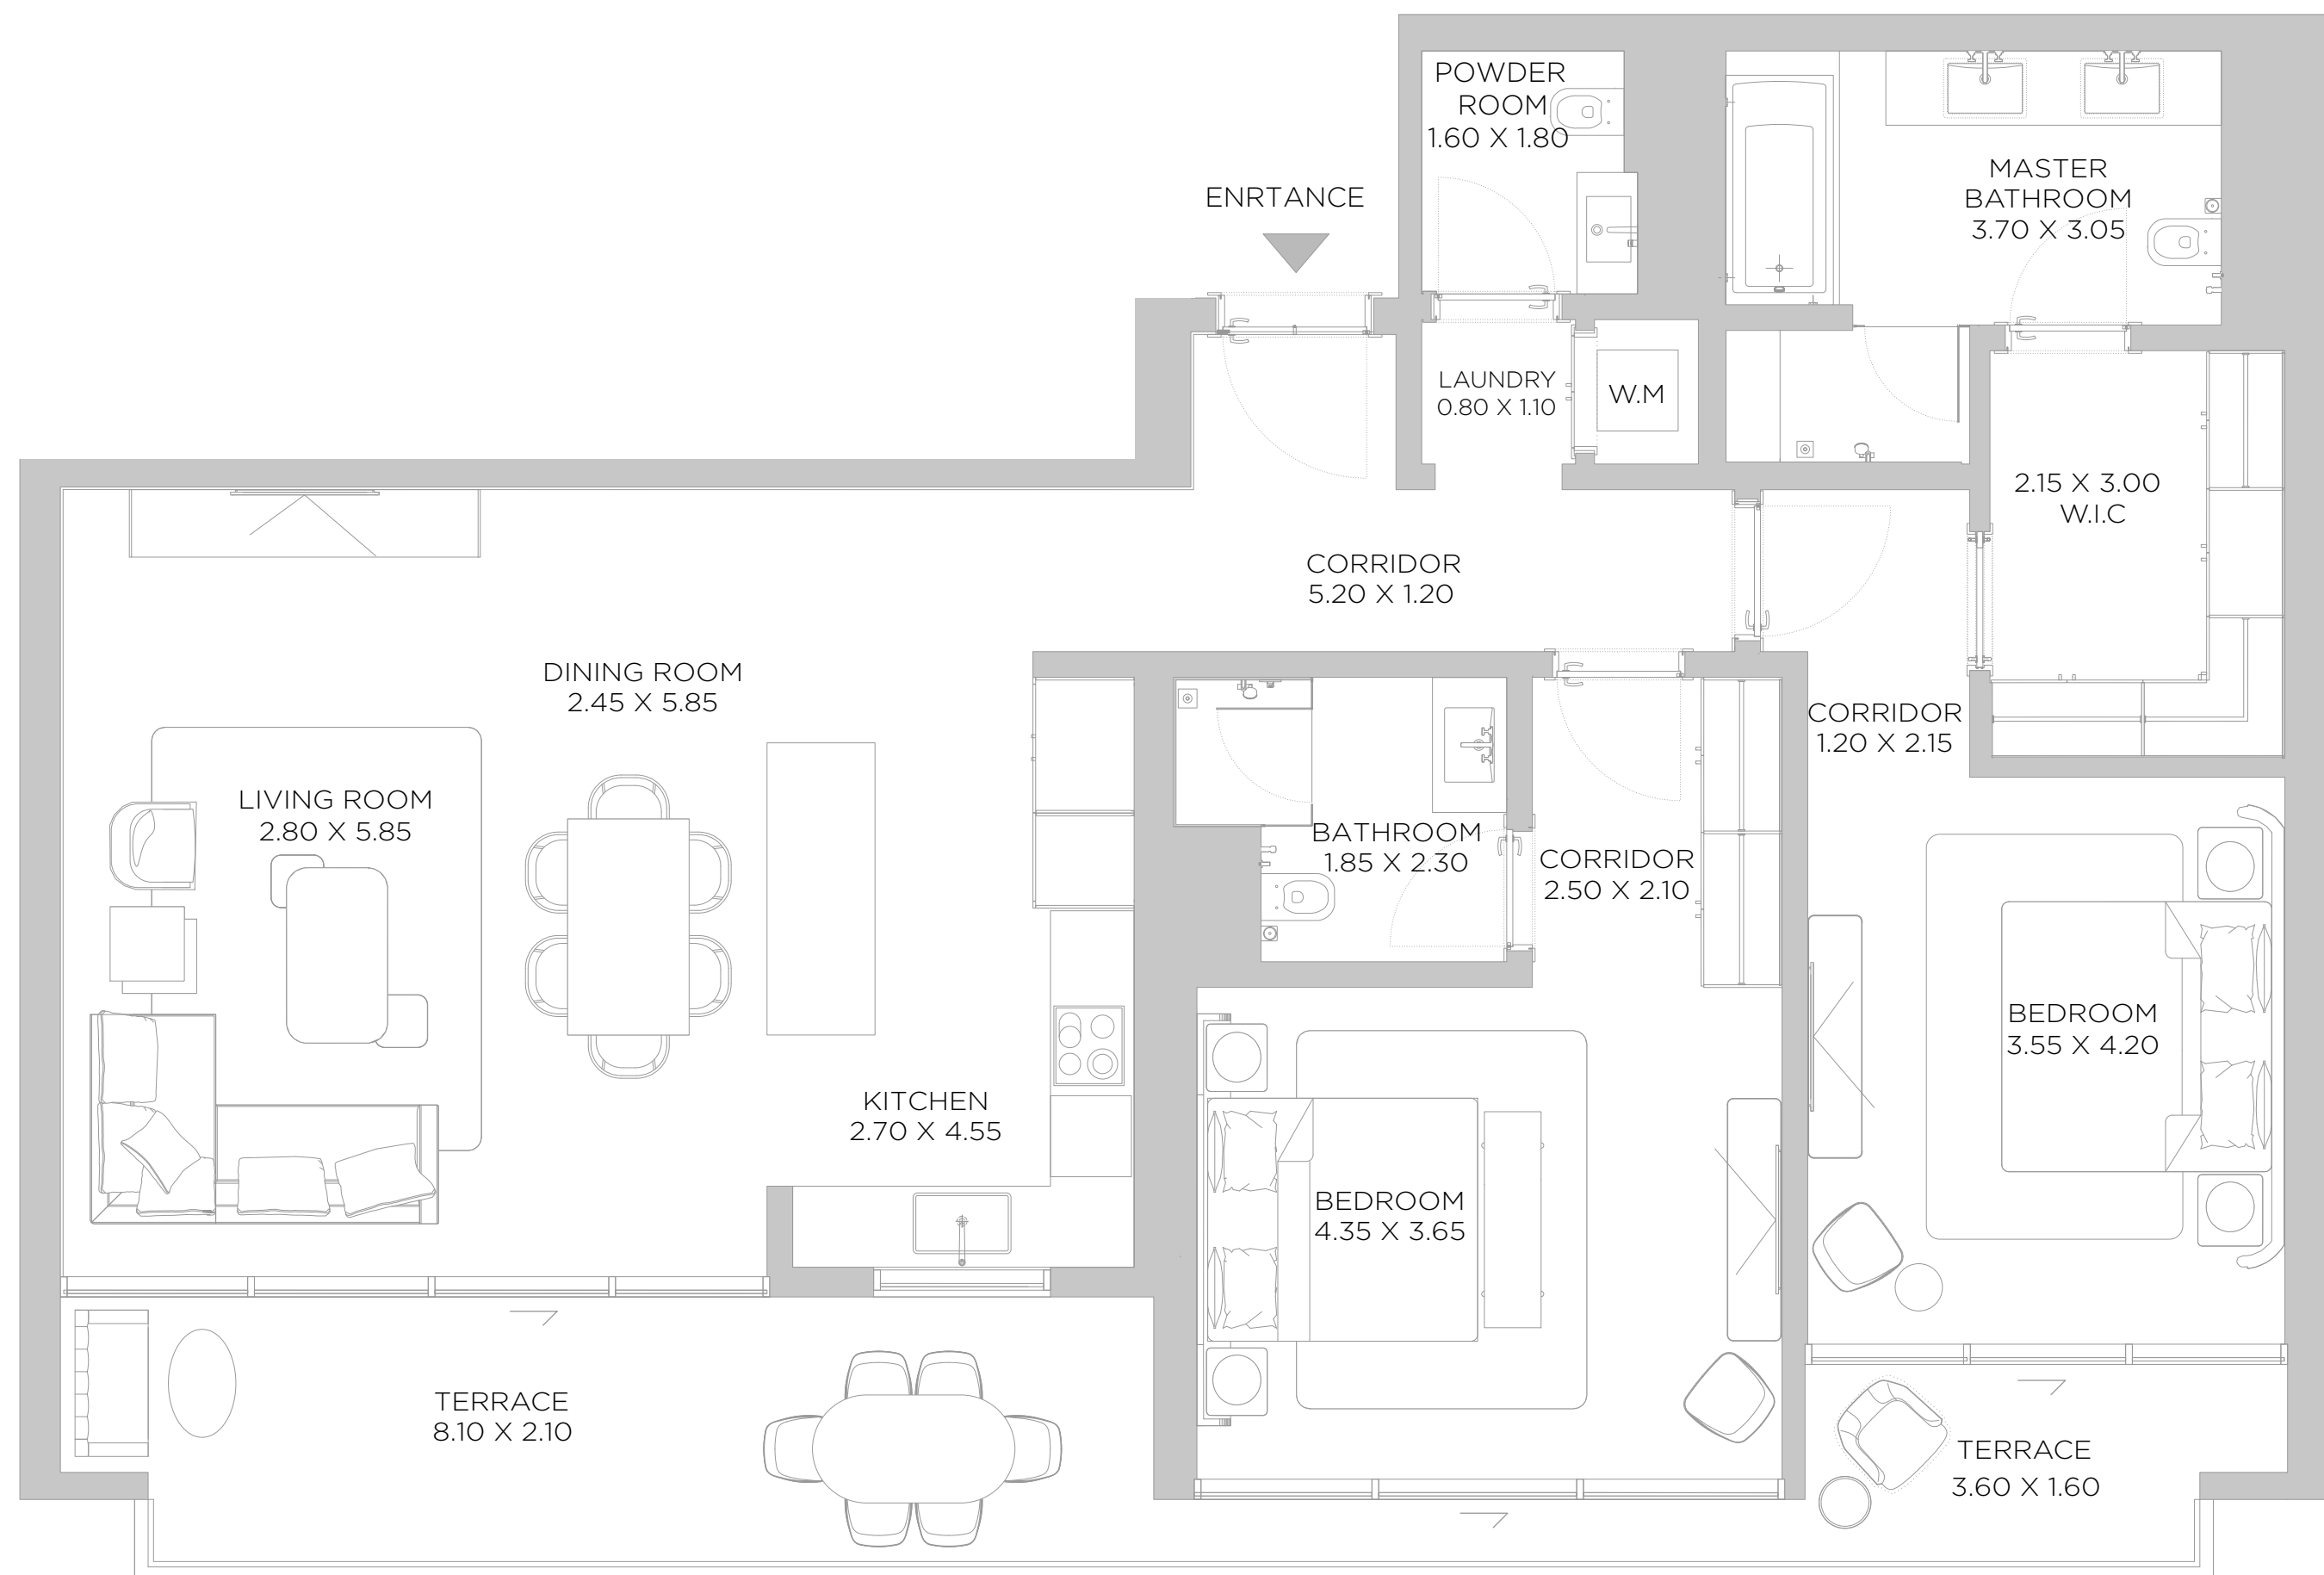 POWDER
ROOM
1.60 X 1.80
ENRTANCE
MASTER
BATHROOM
3.70 X 3.05
LAUNDRY
0.80 X 1.10
W.M
2.15 X 3.00
W.I.C
CORRIDOR
5.20 X 1.20
DINING ROOM
2.45 X 5.85
CORRIDOR
1.20 X 2.15
LIVING ROOM
2.80 X 5.85
BATHROOM
1.85 X 2.30
CORRIDOR
2.50 X 2.10
BEDROOM
3.55 X 4.20
KITCHEN
2.70 X 4.55
BEDROOM
4.35 X 3.65
TERRACE
8.10 X 2.10
TERRACE
3.60 X 1.60